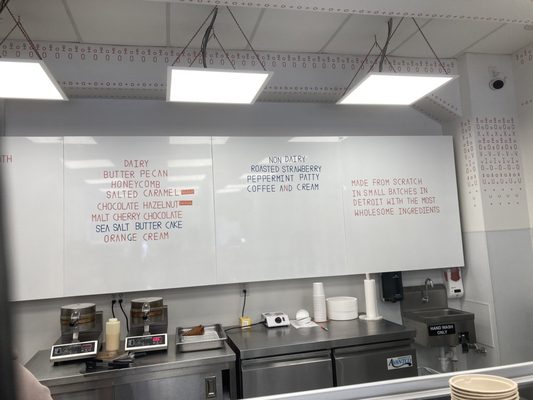 TH
DAIRY
BUTTER PECAN
HONEYCOMB
SALTED CARAMEL
CHOCOLATE HAZELNUT
MALT CHERRY CHOCOLATE
SEA SALT BUTTER CAKE
ORANGE CREAM
NON DAIRY
ROASTED STRAWBERRY
PEPPERMINT PATTY
COFFEE AND CREAM
MADE FROM SCRATCH
IN SMALL BATCHES IN
DETROIT WITH THE MOST
WHOLESOME INGREDIENTS
HAND WASH
ONLY